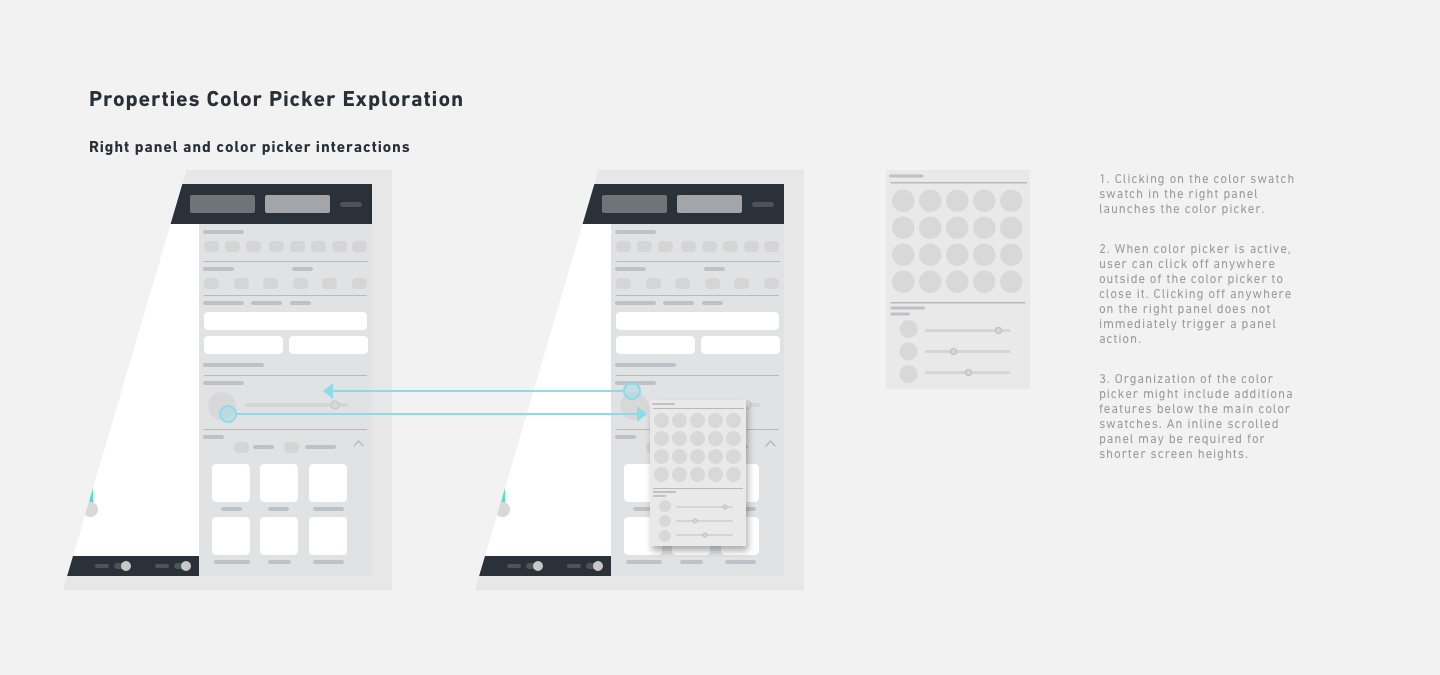 Properties Color Picker Exploration
Right panel and color picker interactions
1. Clicking on the color swatch
swatch in the right panel
launches the color picker.
2. When color picker is active,
user can click off anywhere
outside of the color picker to
close it. Clicking off anywhere
on the right panel does not
immediately trigger a panel
action.
3. Organization of the color
picker might include additiona
features below the main color
swatches. An inline scrolled
panel may be required for
shorter screen heights.